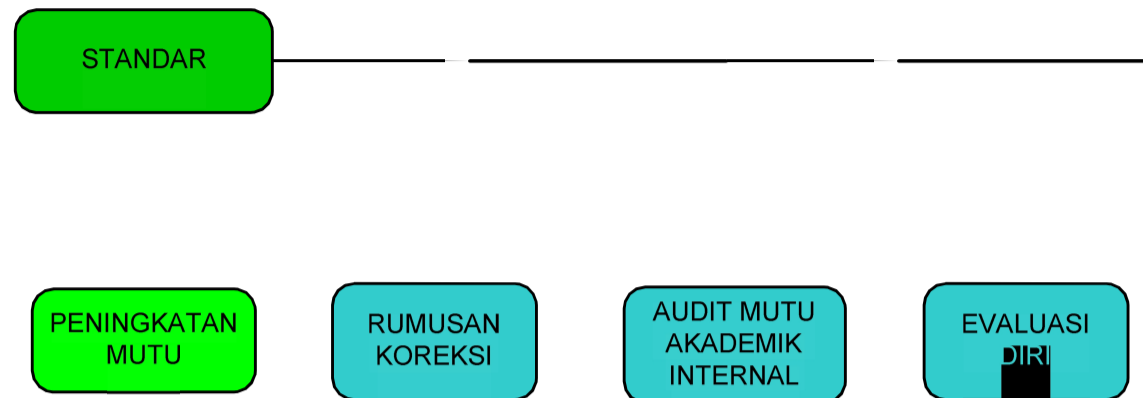 STANDAR
PENINGKATAN
MUTU
RUMUSAN
KOREKSI
AUDIT MUTU
AKADEMIK
INTERNAL
EVALUASI
DIRI